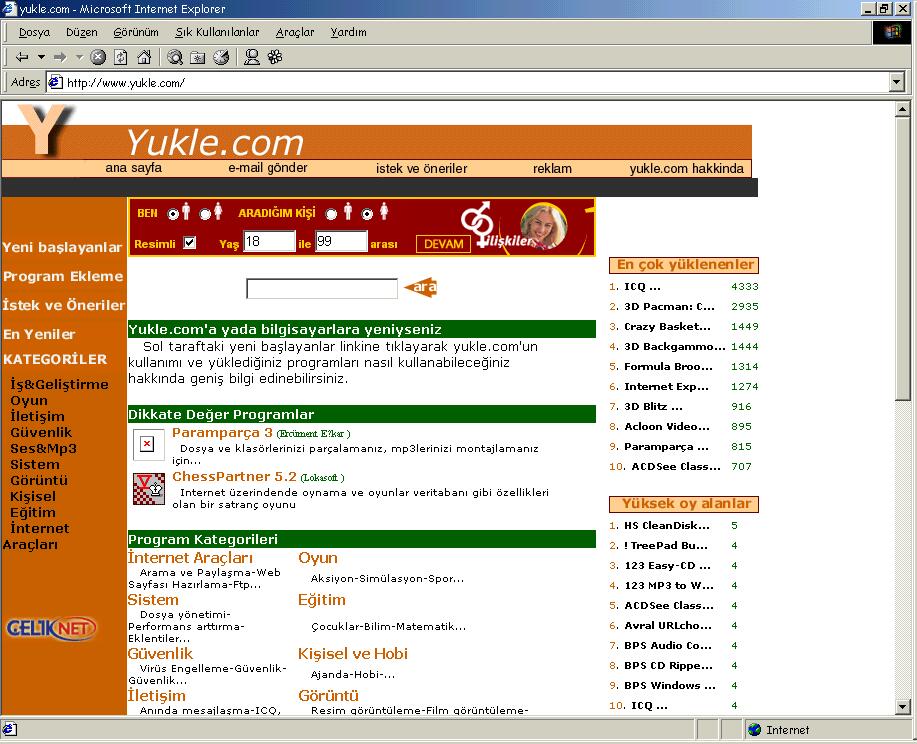 yukle.com - Microsoft Internet Explorer
Dosya Düzen Görünüm Sık Kullanılanlar Araçlar Yardım
Adres http://www.yukle.com/
Y
Yukle.com
ana sayfa e-mail gönder istek ve öneriler reklam yukle.com hakkinda
Yeni başlayanlar
Program Ekleme
İstek ve Öneriler
En Yeniler
KATEGORİLER
İş&Geliştirme
Oyun
İletişim
Güvenlik
Ses&Mp3
Sistem
Görüntü
Kişisel
Eğitim
İnternet
Araçları
ÇELİKNET
BEN ARADIĞIM KİŞİ
Resimli Yaş 18 ile 99 arası DEVAM
ilişkiler
ara
Yukle.com'a yada bilgisayarlara yeniyseniz
Sol taraftaki yeni başlayanlar linkine tıklayarak yukle.com'un
kullanımı ve yüklediğiniz programları nasıl kullanabileceğiniz
hakkında geniş bilgi edinebilirsiniz.
Dikkate Değer Programlar
Paramparça 3 (Ercüment E?kar )
Dosya ve klasörlerinizi parçalamanız, mp3lerinizi montajlamanız
için...
ChessPartner 5.2 (Lokasoft )
Internet üzerindende oynama ve oyunlar veritabanı gibi özellikleri
olan bir satranç oyunu
Program Kategorileri
İnternet Araçları
Arama ve Paylaşma-Web
Sayfası Hazırlama-Ftp...
Oyun
Aksiyon-Simülasyon-Spor...
Sistem
Dosya yönetimi-
Performans arttırma-
Eklentiler...
Eğitim
Çocuklar-Bilim-Matematik...
Güvenlik
Virüs Engelleme-Güvenlik-
Güvenlik...
Kişisel ve Hobi
Ajanda-Hobi-...
İletişim
Anında mesajlaşma-ICQ,
Görüntü
Resim görüntüleme-Film görüntüleme-
En çok yüklenenler
1. ICQ ... 4333
2. 3D Pacman: C... 2935
3. Crazy Basket... 1449
4. 3D Backgammo... 1444
5. Formula Broo... 1314
6. Internet Exp... 1274
7. 3D Blitz ... 916
8. Acloon Video... 895
9. Paramparça ... 815
10. ACDSee Class... 707
Yüksek oy alanlar
1. HS CleanDisk... 5
2. !TreePad Bu... 4
3. 123 Easy-CD ... 4
4. 123 MP3 to W... 4
5. ACDSee Class... 4
6. Avral URLcho... 4
7. BPS Audio Co... 4
8. BPS CD Rippe... 4
9. BPS Windows ... 4
10. ICQ ... 4
Internet